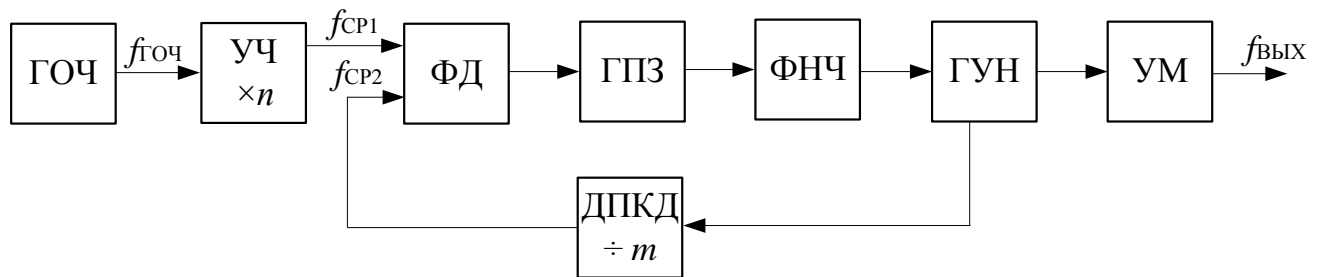 ГОЧ
fГОЧ
УЧ
×n
fСР1
fСР2
ФД
ГПЗ
ФНЧ
ГУН
УМ
fВЫХ
ДПКД
÷ m